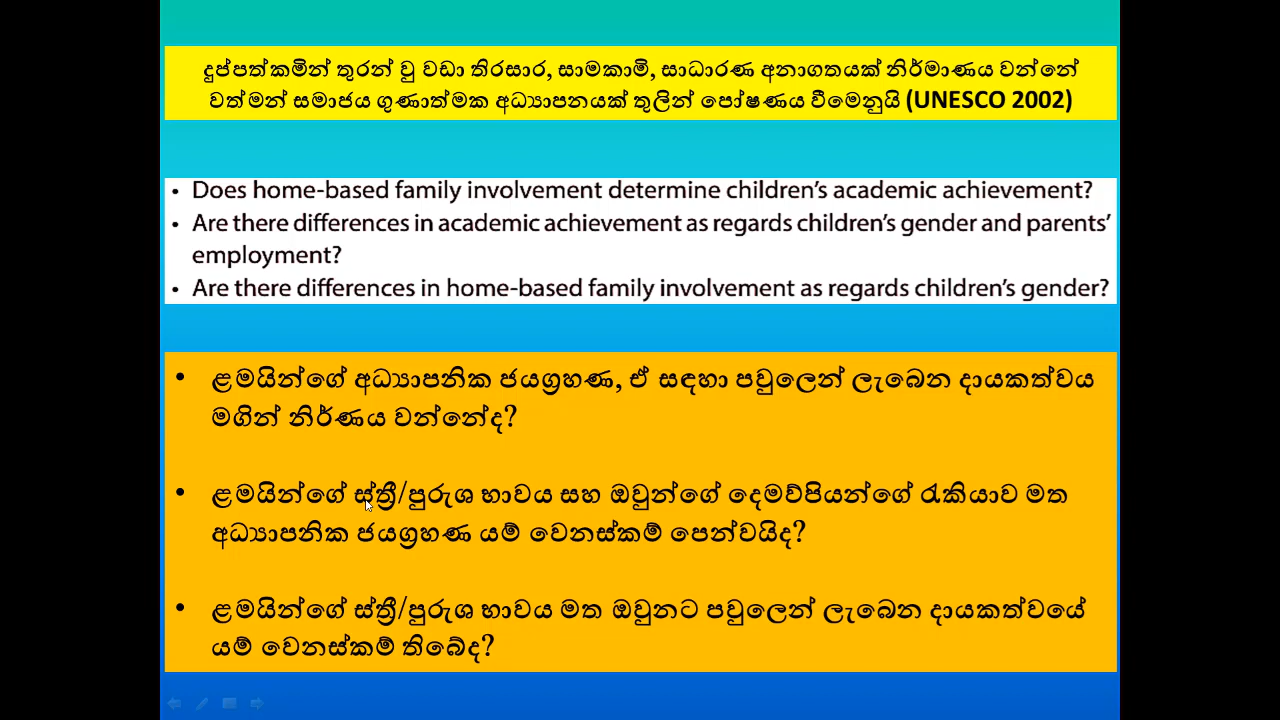 දුප්පත්කමින් තුරන් වු වඩා තිරසාර, සාමකාමි, සාධාරණ අනාගතයක් නිර්මාණය වන්නේ
වත්මන් සමාජය ගුණාත්මක අධ්‍යාපනයක් තුලින් පෝෂණය වීමෙනුයි (UNESCO 2002)
• Does home-based family involvement determine children’s academic achievement?
• Are there differences in academic achievement as regards children’s gender and parents’
employment?
• Are there differences in home-based family involvement as regards children’s gender?
• ළමයින්ගේ අධ්‍යාපනික ජයග්‍රහණ, ඒ සඳහා පවුලෙන් ලැබෙන දායකත්වය
මගින් නිර්ණය වන්නේද?
• ළමයින්ගේ ස්ත්‍රී/පුරුශ භාවය සහ ඔවුන්ගේ දෙමව්පියන්ගේ රැකියාව මත
අධ්‍යාපනික ජයග්‍රහණ යම් වෙනස්කම් පෙන්වයිද?
• ළමයින්ගේ ස්ත්‍රී/පුරුශ භාවය මත ඔවුනට පවුලෙන් ලැබෙන දායකත්වයේ
යම් වෙනස්කම් තිබේද?